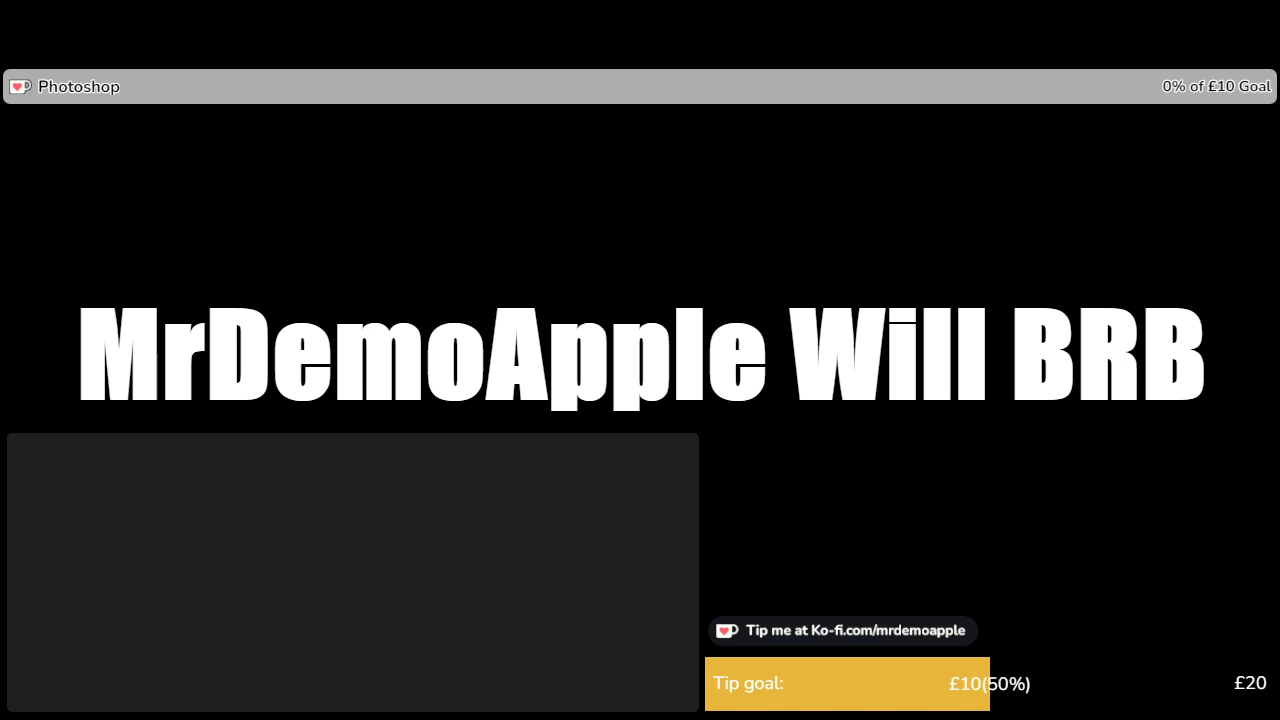 Photoshop 0% of £10 Goal
MrDemoApple Will BRB
Tip me at Ko-fi.com/mrdemoapple
Tip goal: £10(50%) £20